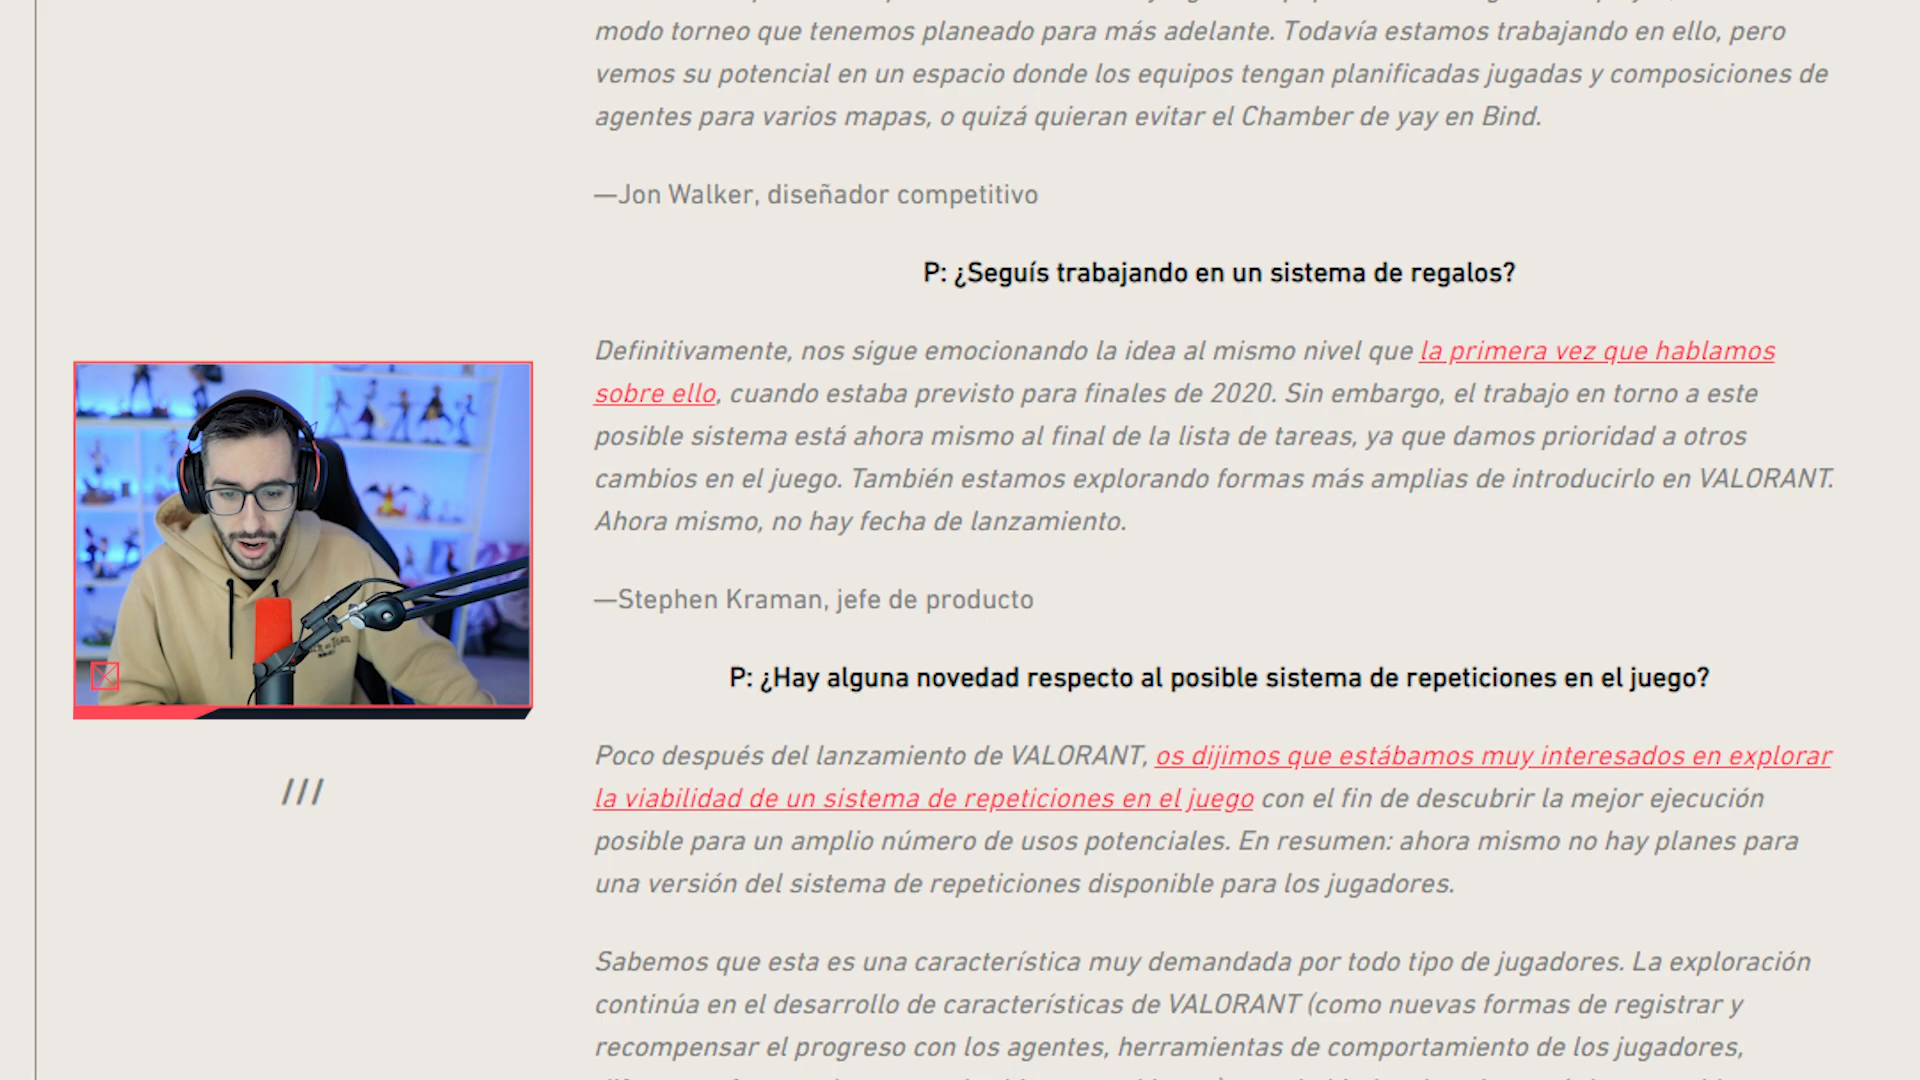 modo torneo que tenemos planeado para más adelante. Todavía estamos trabajando en ello, pero
vemos su potencial en un espacio donde los equipos tengan planificadas jugadas y composiciones de
agentes para varios mapas, o quizá quieran evitar el Chamber de yay en Bind.
—Jon Walker, diseñador competitivo
P: ¿Seguís trabajando en un sistema de regalos?
Definitivamente, nos sigue emocionando la idea al mismo nivel que la primera vez que hablamos
sobre ello, cuando estaba previsto para finales de 2020. Sin embargo, el trabajo en torno a este
posible sistema está ahora mismo al final de la lista de tareas, ya que damos prioridad a otros
cambios en el juego. También estamos explorando formas más amplias de introducirlo en VALORANT.
Ahora mismo, no hay fecha de lanzamiento.
—Stephen Kraman, jefe de producto
P: ¿Hay alguna novedad respecto al posible sistema de repeticiones en el juego?
Poco después del lanzamiento de VALORANT, os dijimos que estábamos muy interesados en explorar
la viabilidad de un sistema de repeticiones en el juego con el fin de descubrir la mejor ejecución
posible para un amplio número de usos potenciales. En resumen: ahora mismo no hay planes para
una versión del sistema de repeticiones disponible para los jugadores.
///
Sabemos que esta es una característica muy demandada por todo tipo de jugadores. La exploración
continúa en el desarrollo de características de VALORANT (como nuevas formas de registrar y
recompensar el progreso con los agentes, herramientas de comportamiento de los jugadores,